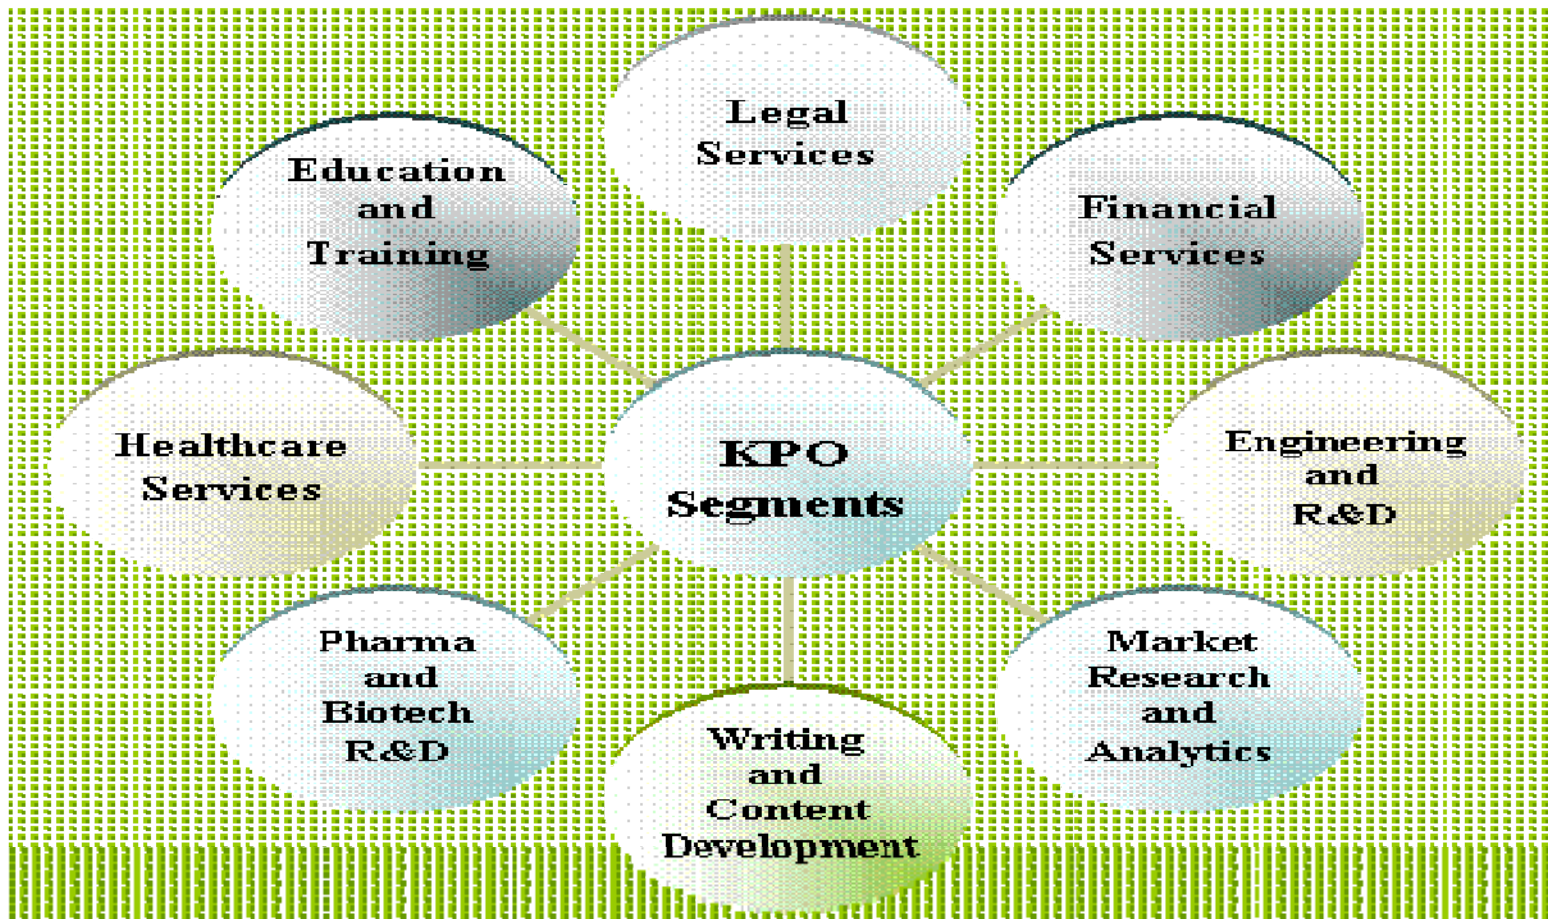 Legal
Services
Education
and
Training
Financial
Services
Healthcare
Services
KPO
Segments
Engineering
and
R&D
Pharma
and
Biotech
R&D
Market
Research
and
Analytics
Writing
and
Content
Development